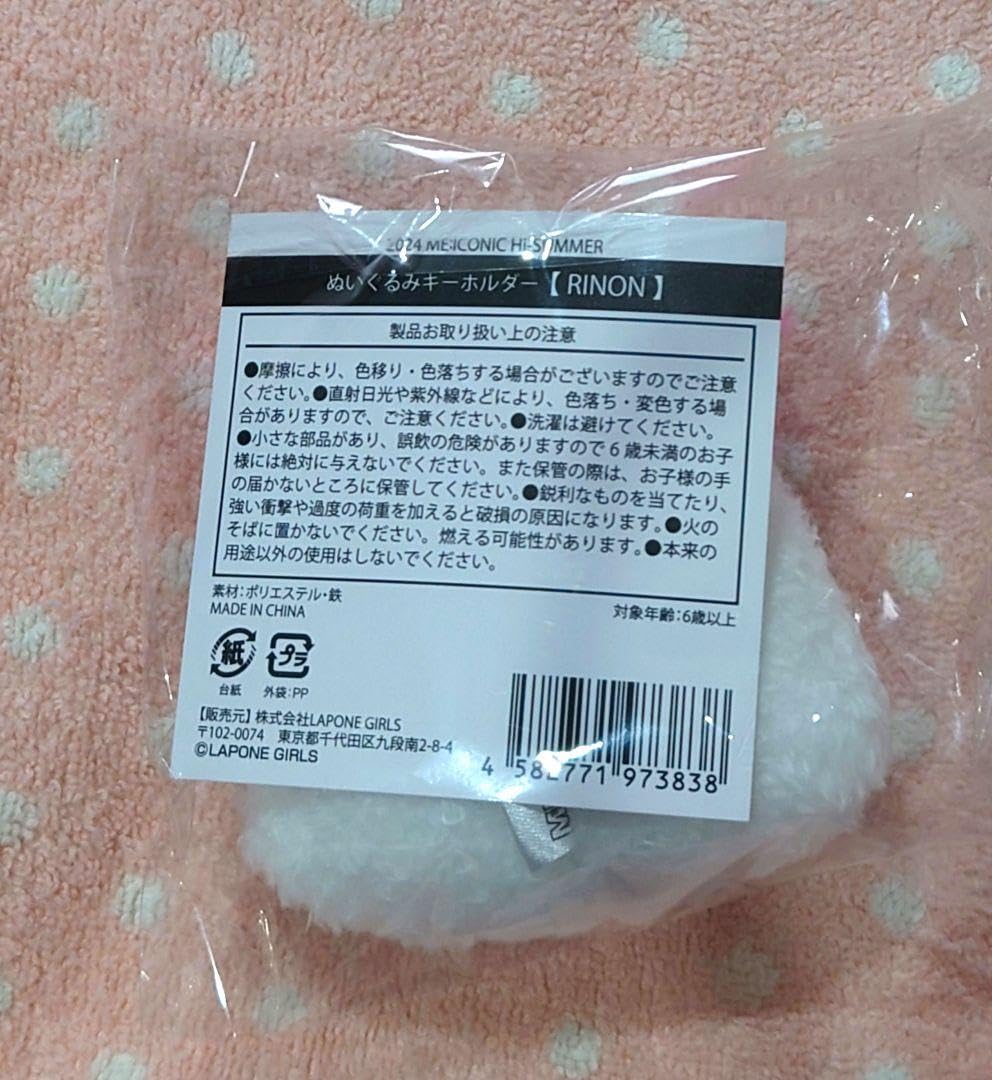 2024 ME:ICONIC HI-SUMMER
ぬいぐるみキーホルダー【 RINON 】
製品お取り扱い上の注意
●摩擦により、色移り・色落ちする場合がございますのでご注意
ください。●直射日光や紫外線などにより、色落ち・変色する場
合がありますので、ご注意ください。●洗濯は避けてください。
●小さな部品があり、誤飲の危険がありますので6歳未満のお子
様には絶対に与えないでください。また保管の際は、お子様の手
の届かないところに保管してください。●鋭利なものを当てたり、
強い衝撃や過度の荷重を加えると破損の原因になります。●火の
そばに置かないでください。燃える可能性があります。●本来の
用途以外の使用はしないでください。
素材：ポリエステル・鉄
MADE IN CHINA
対象年齢：6歳以上
紙
プラ
台紙
外袋：PP
【販売元】株式会社LAPONE GIRLS
〒102-0074　東京都千代田区九段南2-8-4
©LAPONE GIRLS
973838